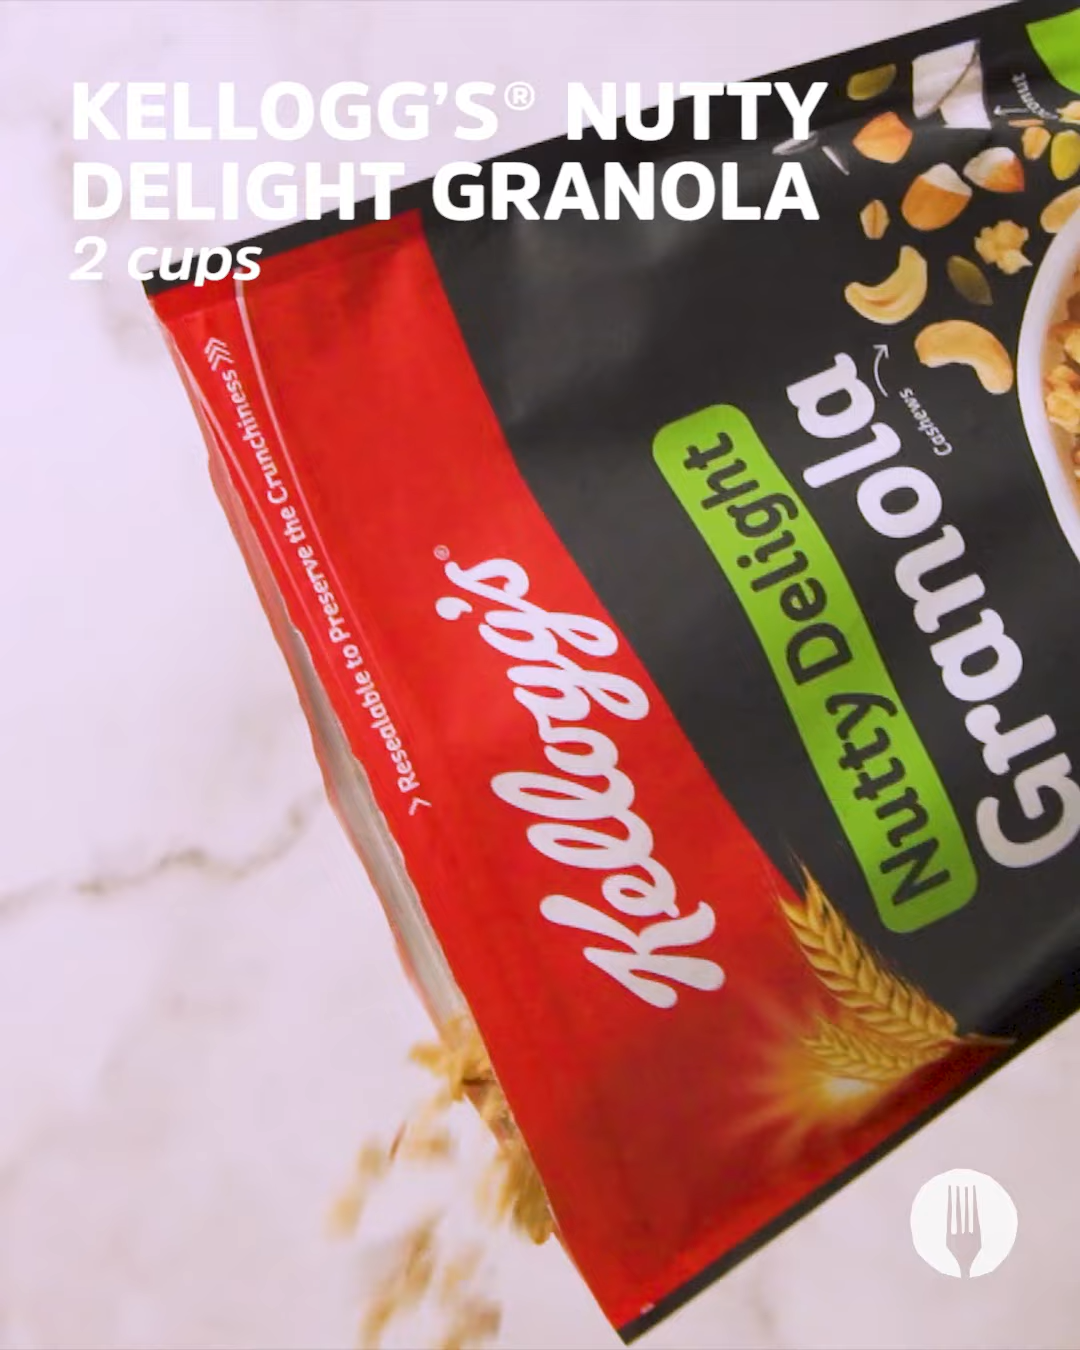 KELLOGG'S® NUTTY
DELIGHT GRANOLA
2 cups
> Resealable to Preserve the Crunchiness >>>
Kellogg's®
Nutty Delight
Granola
Cashews